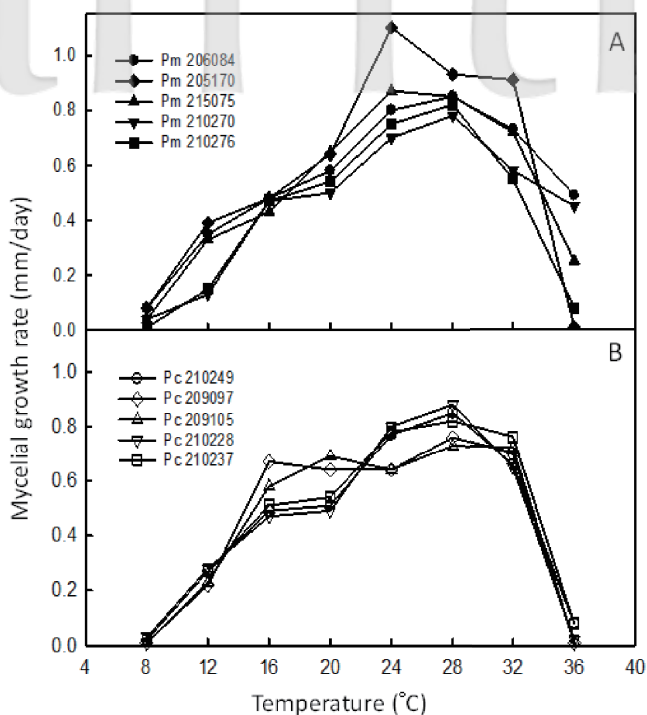 A
Pm 206084
Pm 205170
Pm 215075
Pm 210270
Pm 210276
1.0
0.8
0.6
0.4
0.2
0.0
B
Pc 210249
Pc 209097
Pc 209105
Pc 210228
Pc 210237
1.0
0.8
0.6
0.4
0.2
0.0
4 8 12 16 20 24 28 32 36 40
Mycelial growth rate (mm/day)
Temperature (°C)